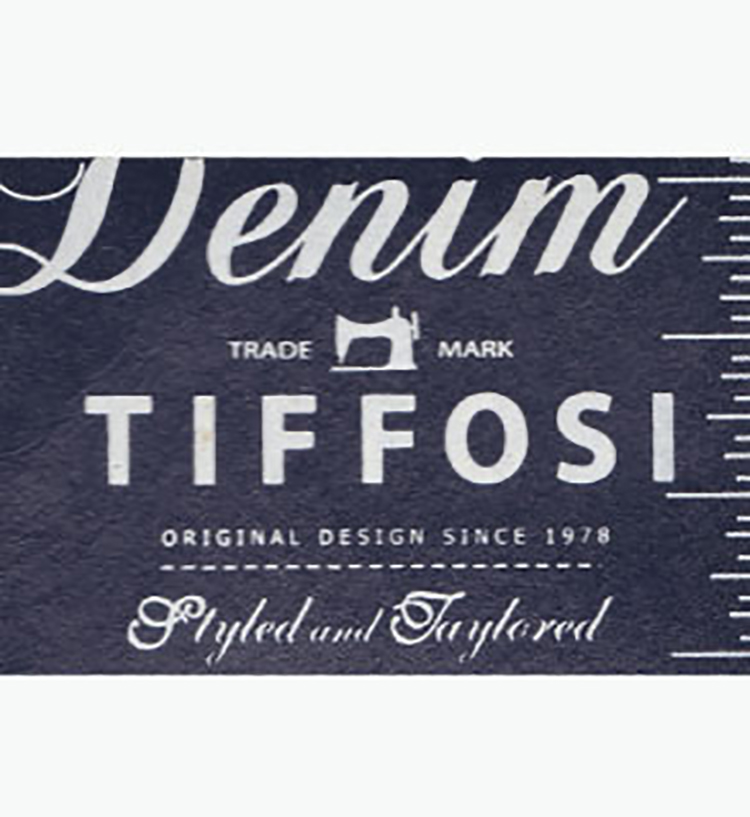 Denim
TRADE MARK
TIFFOSI
ORIGINAL DESIGN SINCE 1978
Styled and Taylored